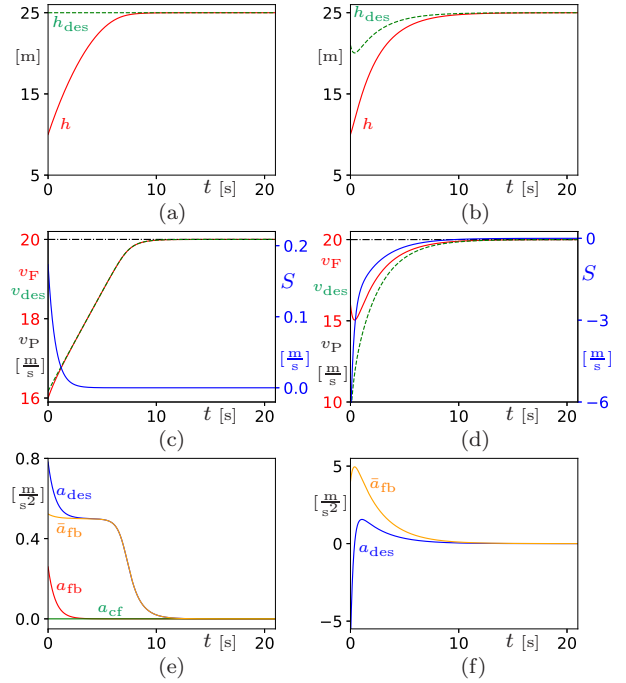 25
h_des
[m]
15
h
5
0
10
20
t [s]
(a)
25
h_des
[m]
15
h
5
0
10
20
t [s]
(b)
20
v_F
v_des
18
v_P
[m/s]
16
0
10
20
t [s]
0.2
S
0.1
[m/s]
0.0
(c)
20
v_F
v_des
15
v_P
[m/s]
10
0
10
20
t [s]
0
S
−3
[m/s]
−6
(d)
0.8
[m/s²]
a_des
ā_fb
0.4
a_fb
a_cf
0.0
0
10
20
t [s]
(e)
5
[m/s²]
ā_fb
0
a_des
−5
0
10
20
t [s]
(f)